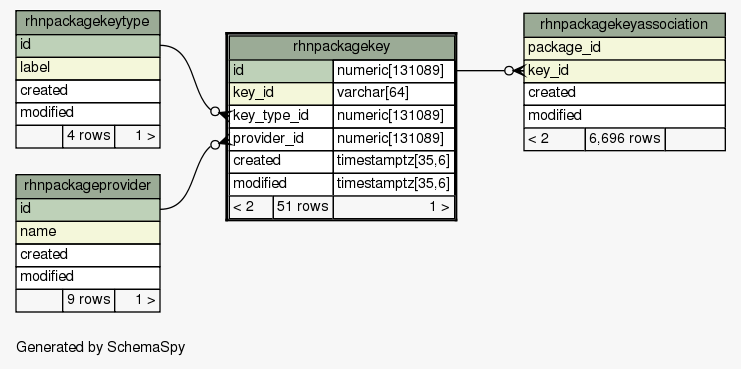 rhnpackagekeytype
id
label
created
modified
4 rows 1 >
rhnpackageprovider
id
name
created
modified
9 rows 1 >
rhnpackagekey
id numeric[131089]
key_id varchar[64]
key_type_id numeric[131089]
provider_id numeric[131089]
created timestamptz[35,6]
modified timestamptz[35,6]
< 2 51 rows 1 >
rhnpackagekeyassociation
package_id
key_id
created
modified
< 2 6,696 rows
Generated by SchemaSpy